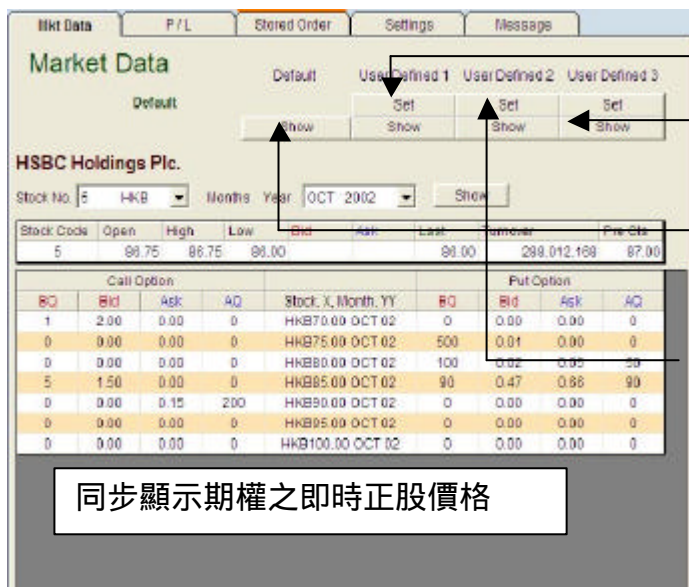 Mkt Data P / L Stored Order Settings Message
Market Data
Default User Defined 1 User Defined 2 User Defined 3
Default
Set Set Set
Show Show Show Show
HSBC Holdings Plc.
Stock No. 5 HKB Months Year OCT 2002 Show
Stock Code Open High Low Bid Ask Last Turnover Pre Cls
5 86.75 86.75 86.00 86.00 288,012,168 87.00
Call Option Put Option
BQ Bid Ask AQ Stock, X, Month, YY BQ Bid Ask AQ
1 2.00 0.00 0 HKB70.00 OCT 02 0 0.00 0.00 0
0 0.00 0.00 0 HKB75.00 OCT 02 500 0.01 0.00 0
0 0.00 0.00 0 HKB80.00 OCT 02 100 0.02
5 1.50 0.00 0 HKB85.00 OCT 02 90 0.47 0.66 90
0 0.00 0.15 200 HKB90.00 OCT 02 0 0.00 0.00 0
0 0.00 0.00 0 HKB95.00 OCT 02 0 0.00 0.00 0
0 0.00 0.00 0 HKB100.00 OCT 02 0 0.00 0.00 0
同步顯示期權之即時正股價格